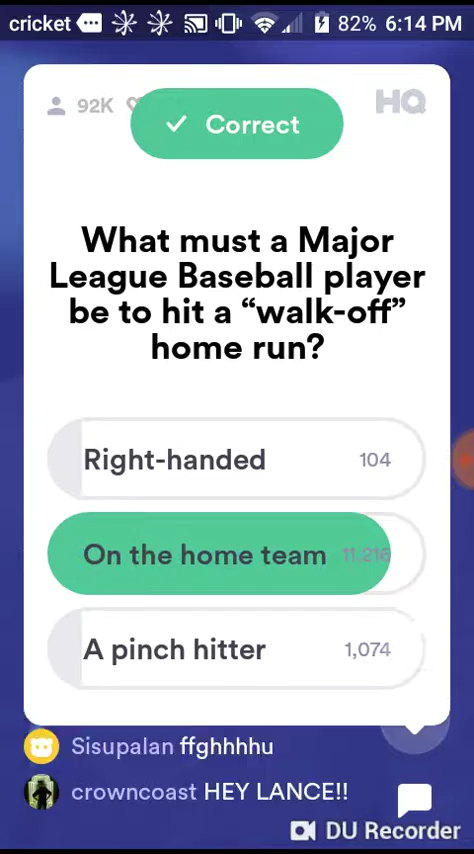 cricket 82% 6:14 PM
92K HQ
Correct
What must a Major
League Baseball player
be to hit a “walk-off”
home run?
Right-handed 104
On the home team 11,216
A pinch hitter 1,074
Sisupalan ffghhhhu
crowncoast HEY LANCE!!
DU Recorder